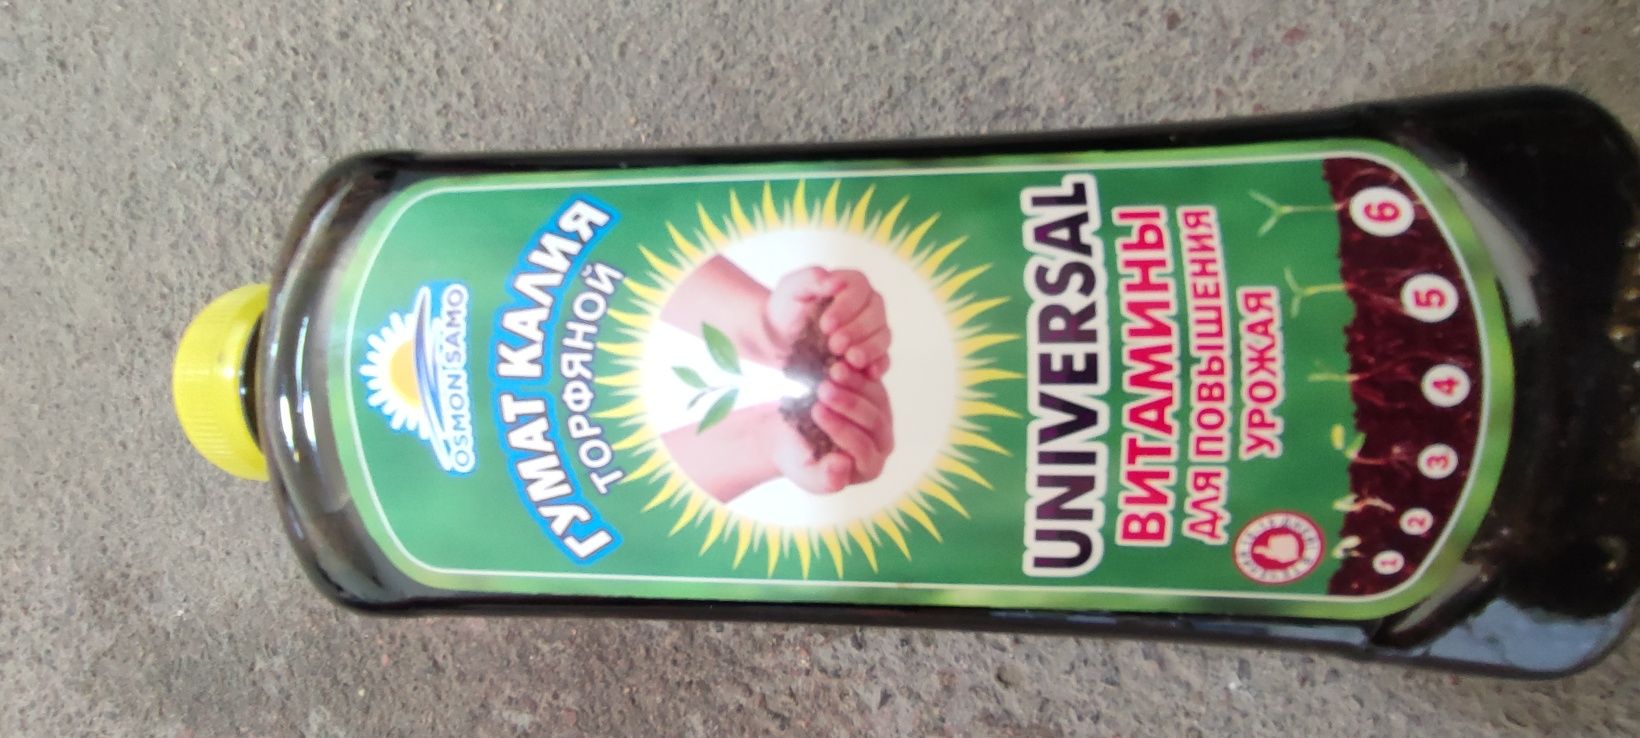 OSMON SAMO
ГУМАТ КАЛИЯ
ТОРФЯНОЙ
UNIVERSAL
ВИТАМИНЫ
ДЛЯ ПОВЫШЕНИЯ
УРОЖАЯ
1 2 3 4 5 6